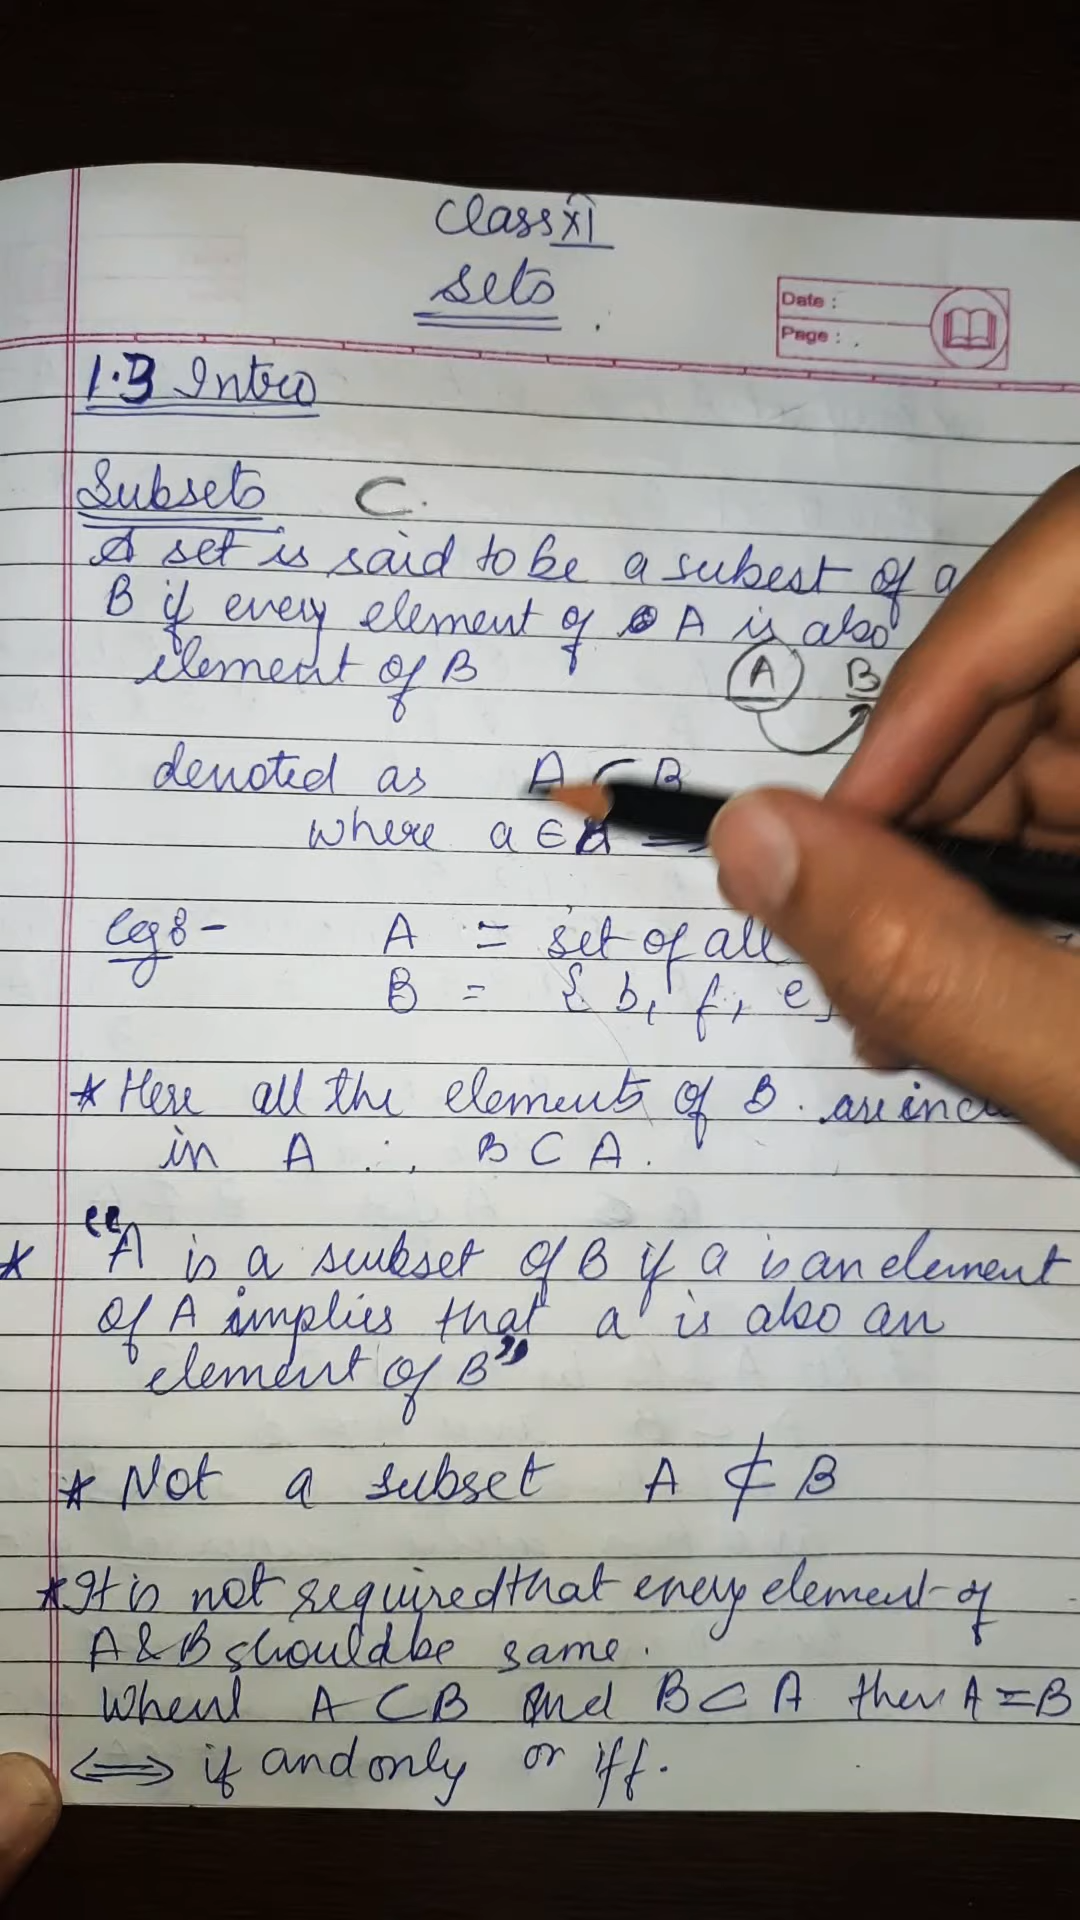 Class XI
Sets
Date :
Page :
1.3 Intro
Subsets ⊂
A set is said to be a subest of a
B if every element of A is also
element of B
A B
denoted as A ⊂ B
where a ∈ A ⇒
eg :- A = set of all
B = { b, f, e}
* Here all the elements of B. are inclu
in A ∴ B ⊂ A.
* "A is a subset of B if a is an element
of A implies that a is also an
element of B"
* Not a subset A ⊄ B
* It is not required that every element of
A & B should be same.
When A ⊂ B and B ⊂ A then A = B
⟺ if and only or iff.